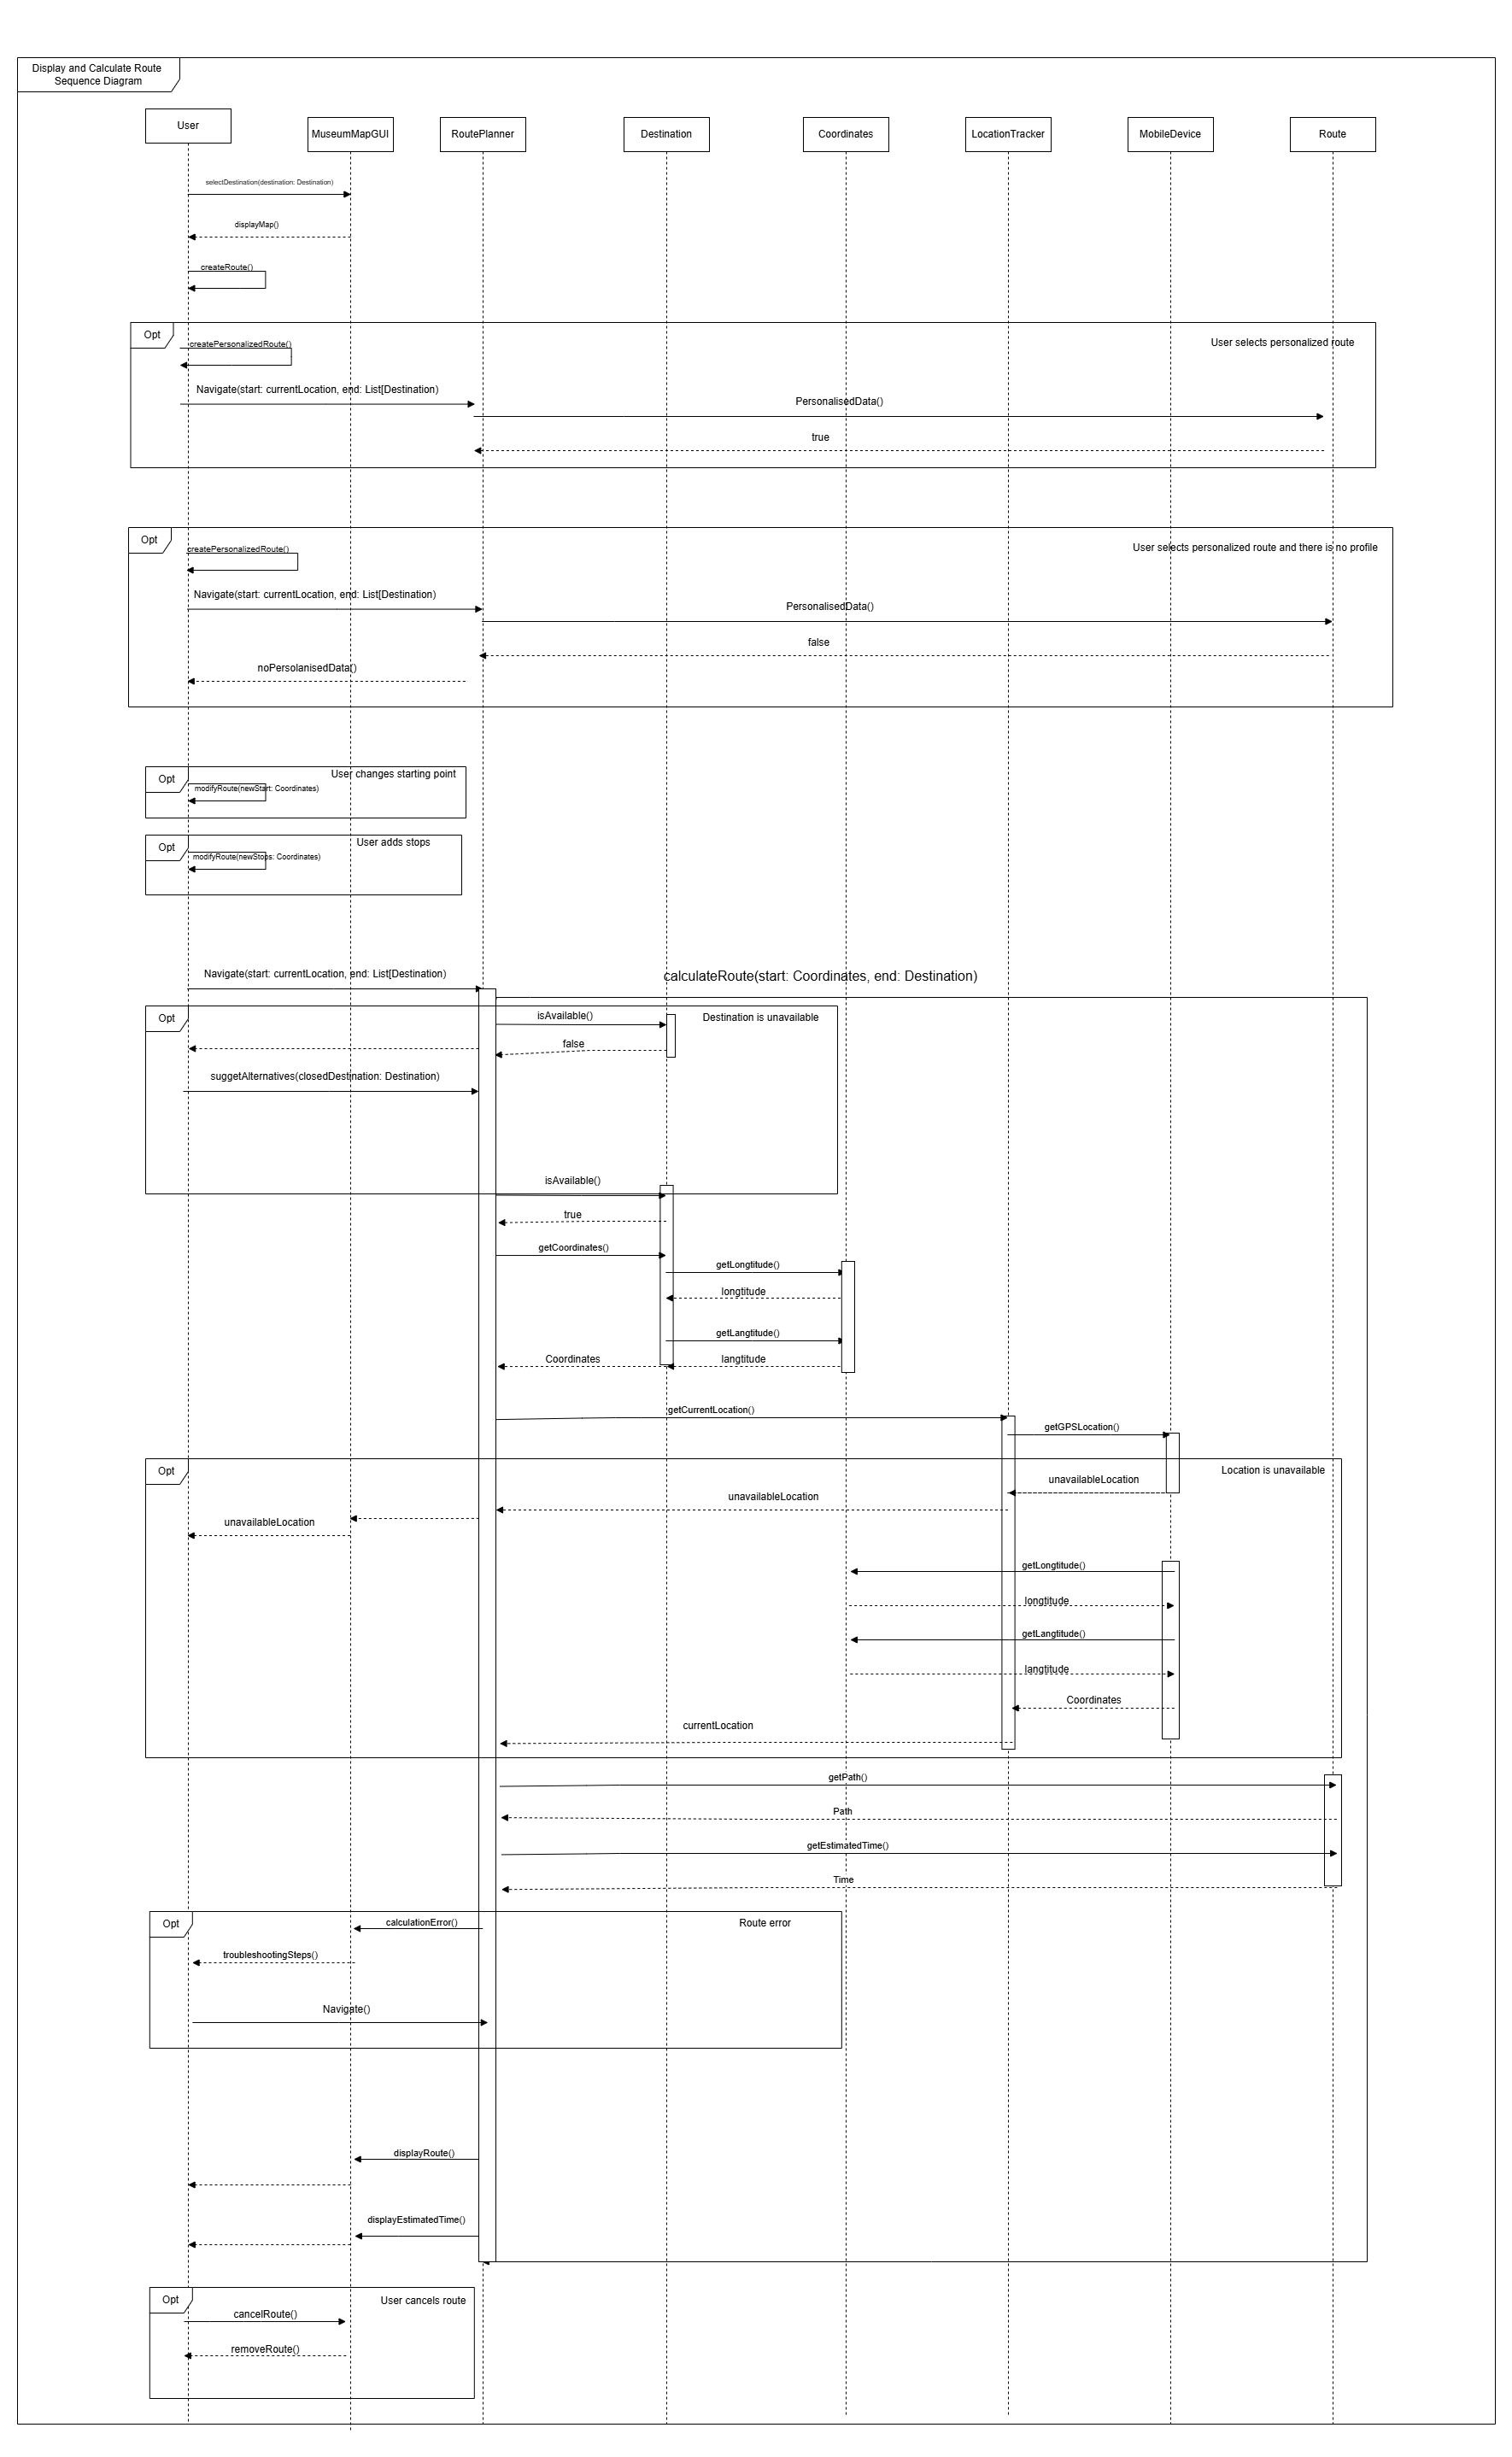 Display and Calculate Route
Sequence Diagram
User
MuseumMapGUI
RoutePlanner
Destination
Coordinates
LocationTracker
MobileDevice
Route
selectDestination(destination: Destination)
displayMap()
createRoute()
Opt
User selects personalized route
createPersonalizedRoute()
Navigate(start: currentLocation, end: List[Destination)
PersonalisedData()
true
Opt
User selects personalized route and there is no profile
createPersonalizedRoute()
Navigate(start: currentLocation, end: List[Destination)
PersonalisedData()
false
noPersolanisedData()
Opt
User changes starting point
modifyRoute(newStart: Coordinates)
Opt
User adds stops
modifyRoute(newStops: Coordinates)
Navigate(start: currentLocation, end: List[Destination)
calculateRoute(start: Coordinates, end: Destination)
Opt
isAvailable()
Destination is unavailable
false
suggetAlternatives(closedDestination: Destination)
isAvailable()
true
getCoordinates()
getLongtitude()
longtitude
getLangtitude()
Coordinates
langtitude
getCurrentLocation()
getGPSLocation()
Opt
Location is unavailable
unavailableLocation
unavailableLocation
unavailableLocation
getLongtitude()
longtitude
getLangtitude()
langtitude
Coordinates
currentLocation
getPath()
Path
getEstimatedTime()
Time
Opt
calculationError()
Route error
troubleshootingSteps()
Navigate()
displayRoute()
displayEstimatedTime()
Opt
User cancels route
cancelRoute()
removeRoute()